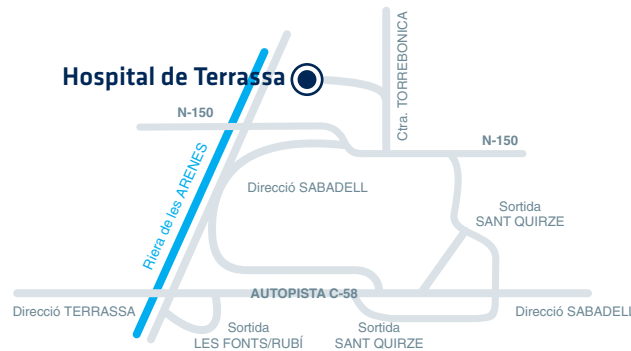 Hospital de Terrassa
Ctra. TORREBONICA
N-150
N-150
Riera de les ARENES
Direcció SABADELL
Sortida
SANT QUIRZE
AUTOPISTA C-58
Direcció TERRASSA
Direcció SABADELL
Sortida
LES FONTS/RUBÍ
Sortida
SANT QUIRZE